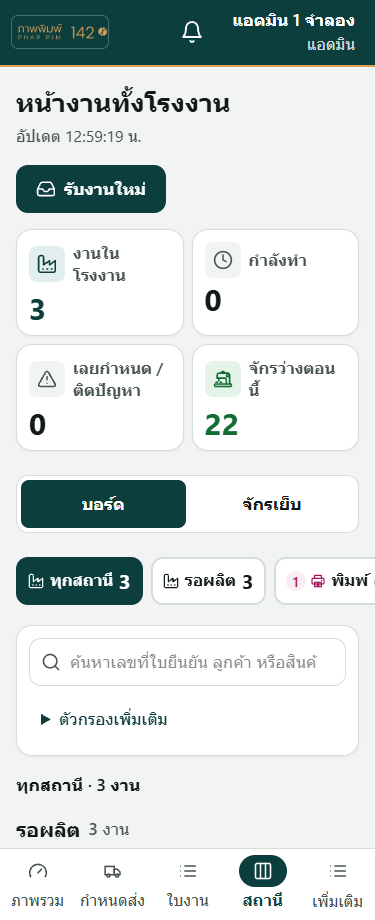 ภาพพิมพ์ 142
PHAP PIM
แอดมิน 1 จำลอง
แอดมิน
หน้างานทั้งโรงงาน
อัปเดต 12:59:19 น.
รับงานใหม่
งานใน
โรงงาน
3
กำลังทำ
0
เลยกำหนด /
ติดปัญหา
0
จักรว่างตอน
นี้
22
บอร์ด
จักรเย็บ
ทุกสถานี 3
รอผลิต 3
1 พิมพ์
ค้นหาเลขที่ใบยืนยัน ลูกค้า หรือสินค้
ตัวกรองเพิ่มเติม
ทุกสถานี · 3 งาน
รอผลิต 3 งาน
ภาพรวม
กำหนดส่ง
ใบงาน
สถานี
เพิ่มเติม